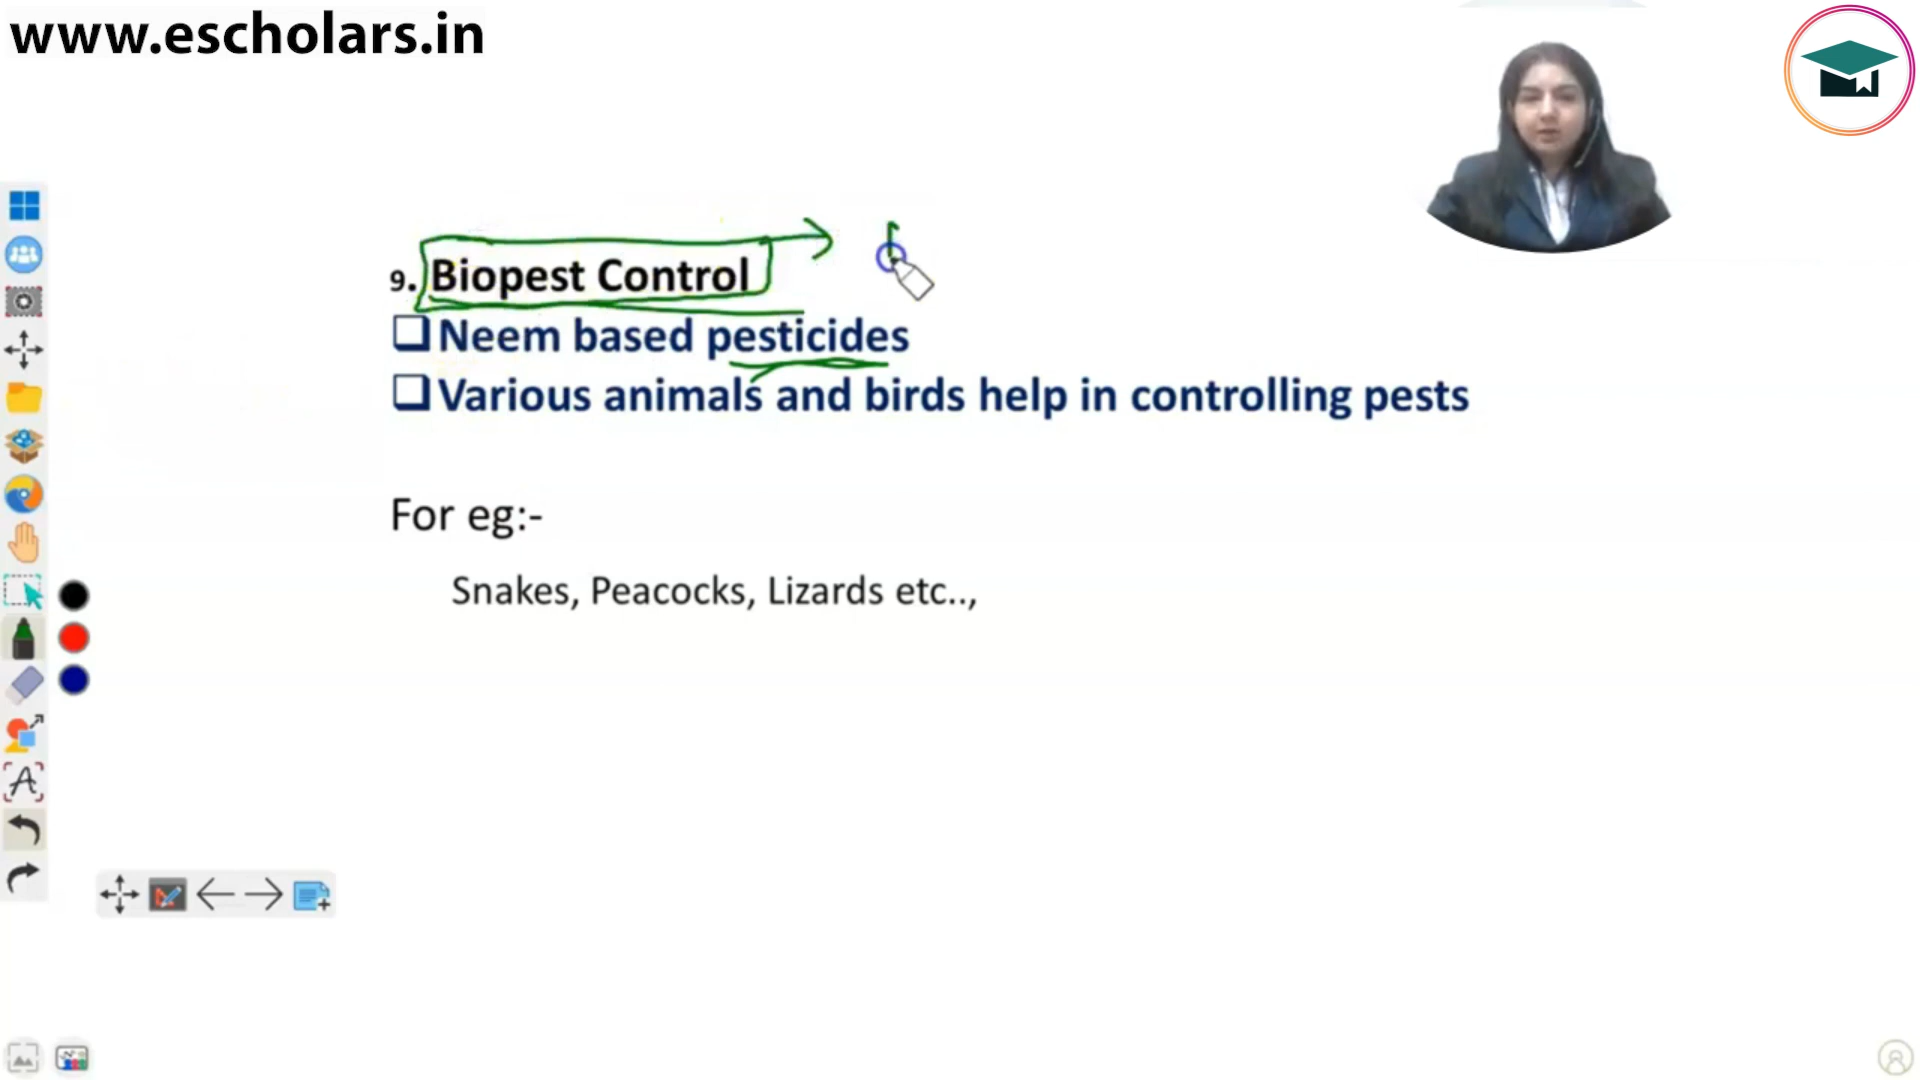 www.escholars.in
9. Biopest Control
Neem based pesticides
Various animals and birds help in controlling pests
For eg:-
Snakes, Peacocks, Lizards etc..,